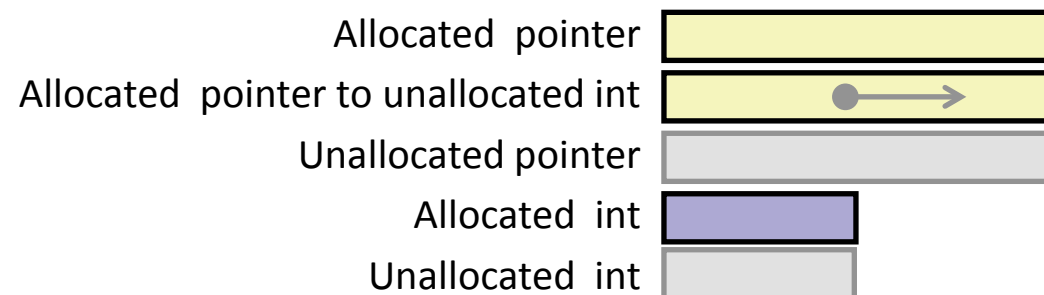 Allocated pointer
Allocated pointer to unallocated int
Unallocated pointer
Allocated int
Unallocated int